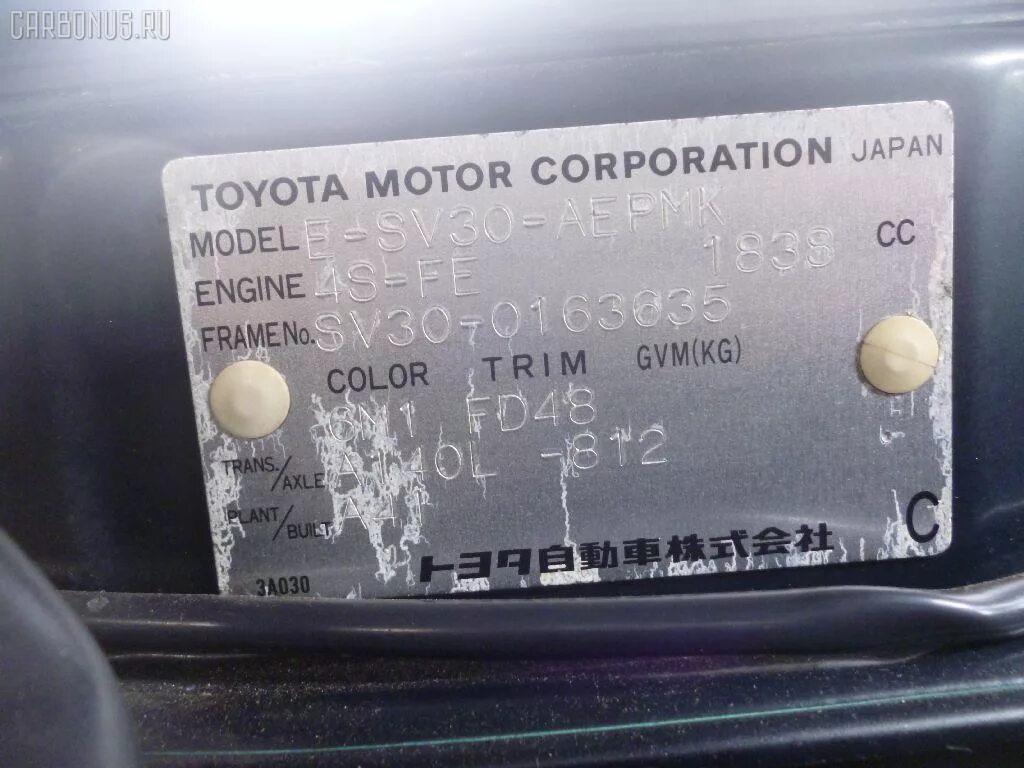 CARBONUS.RU
TOYOTA MOTOR CORPORATION JAPAN
MODEL E-SV30-AEPMK
ENGINE 4S-FE 1838 CC
FRAME No. SV30-0163635
COLOR TRIM GVM(KG)
6M1 FD48
TRANS./AXLE A140L -812
PLANT/BUILT
C
トヨタ自動車株式会社
3A030